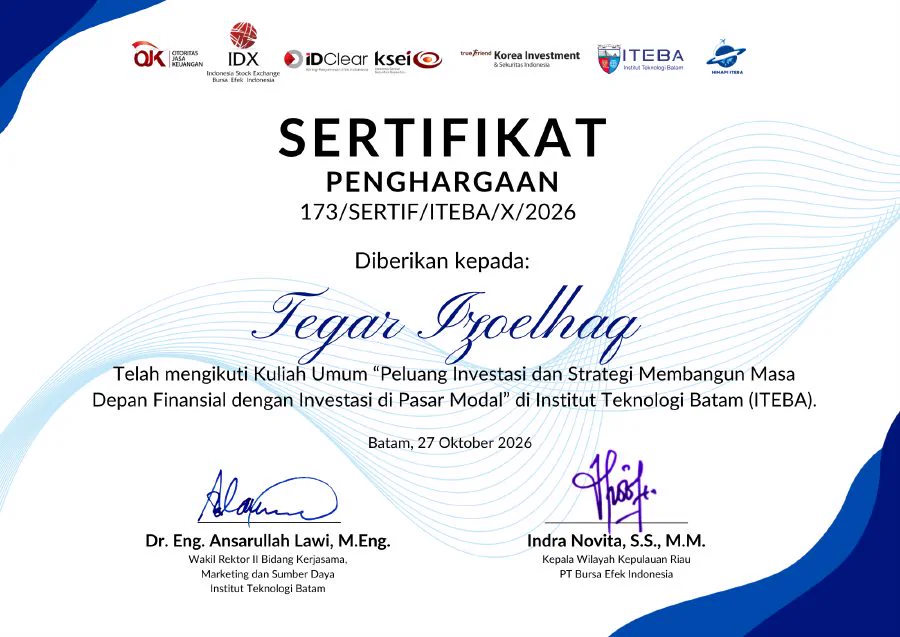 OJK OTORITAS JASA KEUANGAN
IDX
Indonesia Stock Exchange
Bursa Efek Indonesia
iDClear
ksei
truefriend Korea Investment
& Sekuritas Indonesia
ITEBA
Institut Teknologi Batam
HIMAPI ITEBA
SERTIFIKAT
PENGHARGAAN
173/SERTIF/ITEBA/X/2026
Diberikan kepada:
Tegar Izoelhaq
Telah mengikuti Kuliah Umum “Peluang Investasi dan Strategi Membangun Masa
Depan Finansial dengan Investasi di Pasar Modal” di Institut Teknologi Batam (ITEBA).
Batam, 27 Oktober 2026
Dr. Eng. Ansarullah Lawi, M.Eng.
Wakil Rektor II Bidang Kerjasama,
Marketing dan Sumber Daya
Institut Teknologi Batam
Indra Novita, S.S., M.M.
Kepala Wilayah Kepulauan Riau
PT Bursa Efek Indonesia